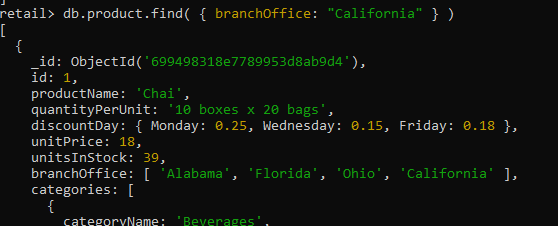 retail> db.product.find( { branchOffice: "California" } )
[
  {
    _id: ObjectId('699498318e7789953d8ab9d4'),
    id: 1,
    productName: 'Chai',
    quantityPerUnit: '10 boxes x 20 bags',
    discountDay: { Monday: 0.25, Wednesday: 0.15, Friday: 0.18 },
    unitPrice: 18,
    unitsInStock: 39,
    branchOffice: [ 'Alabama', 'Florida', 'Ohio', 'California' ],
    categories: [
      {
        categoryName: 'Beverages',